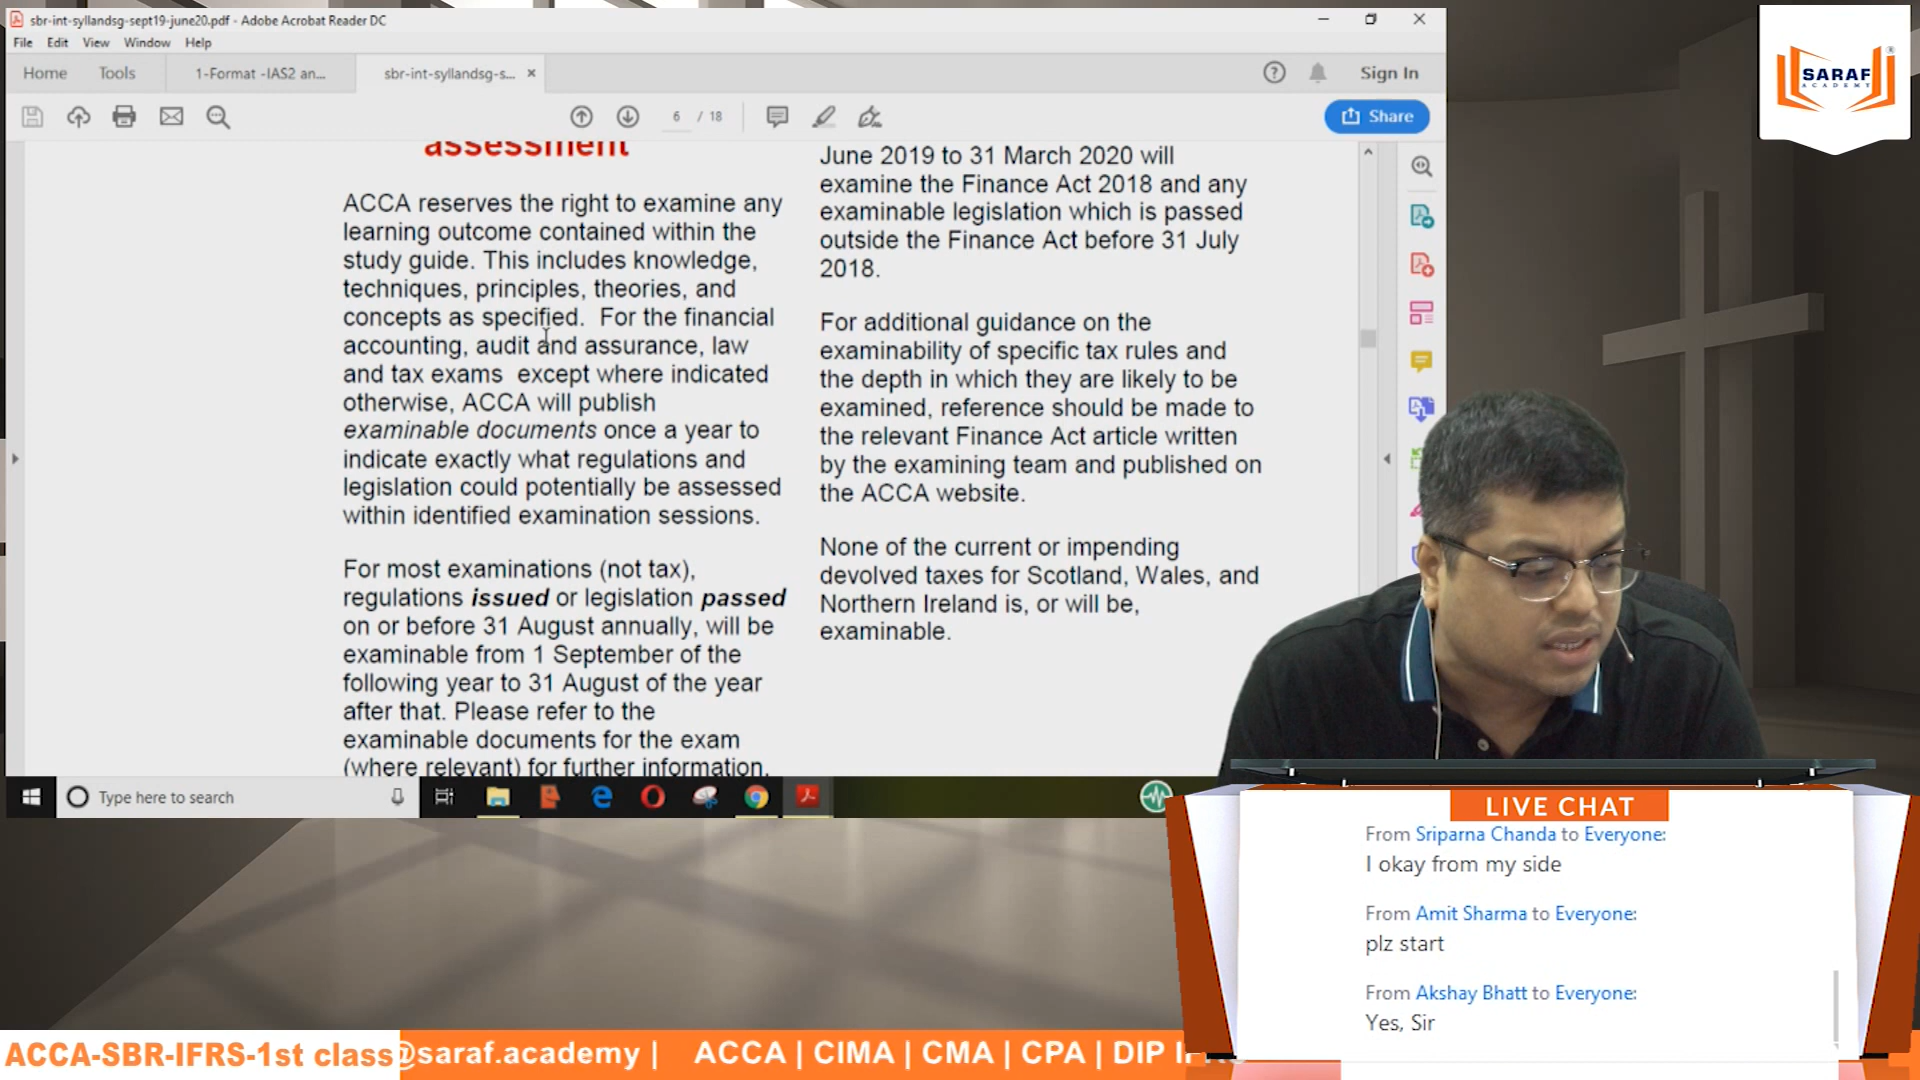 sbr-int-syllandsg-sept19-june20.pdf - Adobe Acrobat Reader DC
File Edit View Window Help
Home Tools 1-Format -IAS2 an... sbr-int-syllandsg-s... × Sign In
6 / 18 Share
assessment
ACCA reserves the right to examine any
learning outcome contained within the
study guide. This includes knowledge,
techniques, principles, theories, and
concepts as specified. For the financial
accounting, audit and assurance, law
and tax exams except where indicated
otherwise, ACCA will publish
examinable documents once a year to
indicate exactly what regulations and
legislation could potentially be assessed
within identified examination sessions.
For most examinations (not tax),
regulations issued or legislation passed
on or before 31 August annually, will be
examinable from 1 September of the
following year to 31 August of the year
after that. Please refer to the
examinable documents for the exam
(where relevant) for further information.
June 2019 to 31 March 2020 will
examine the Finance Act 2018 and any
examinable legislation which is passed
outside the Finance Act before 31 July
2018.
For additional guidance on the
examinability of specific tax rules and
the depth in which they are likely to be
examined, reference should be made to
the relevant Finance Act article written
by the examining team and published on
the ACCA website.
None of the current or impending
devolved taxes for Scotland, Wales, and
Northern Ireland is, or will be,
examinable.
Type here to search
SARAF
ACADEMY
LIVE CHAT
From Sriparna Chanda to Everyone:
I okay from my side
From Amit Sharma to Everyone:
plz start
From Akshay Bhatt to Everyone:
Yes, Sir
ACCA-SBR-IFRS-1st class
@saraf.academy | ACCA | CIMA | CMA | CPA | DIP